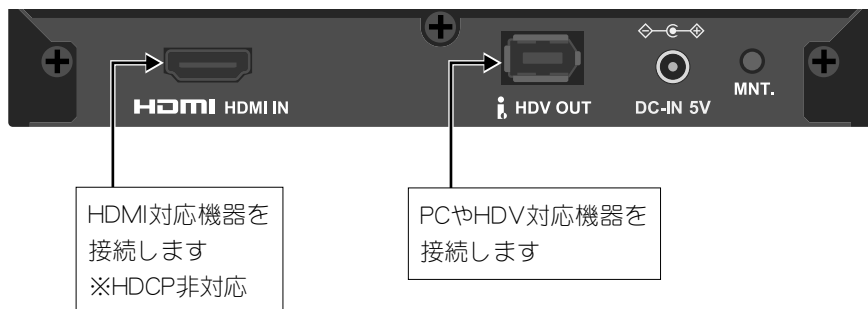 HDMI HDMI IN
HDV OUT
DC-IN 5V
MNT.
HDMI対応機器を
接続します
※HDCP非対応
PCやHDV対応機器を
接続します